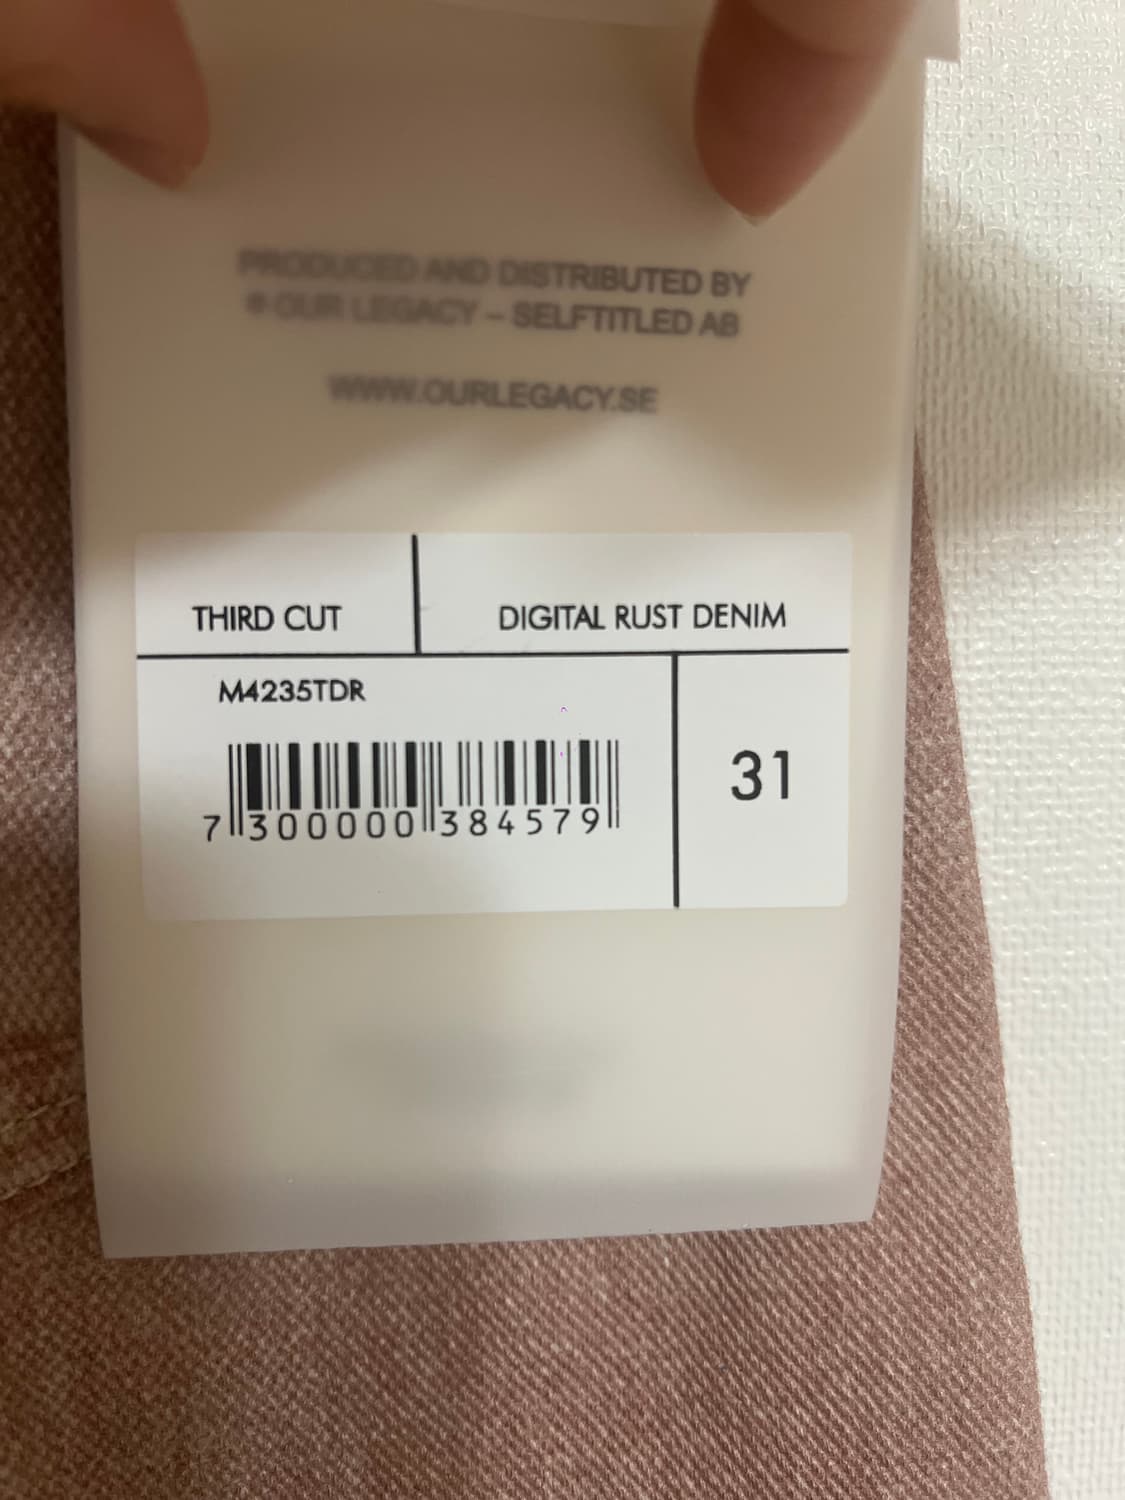 PRODUCED AND DISTRIBUTED BY
® OUR LEGACY – SELFTITLED AB
WWW.OURLEGACY.SE
THIRD CUT
DIGITAL RUST DENIM
M4235TDR
31
7 300000 384579